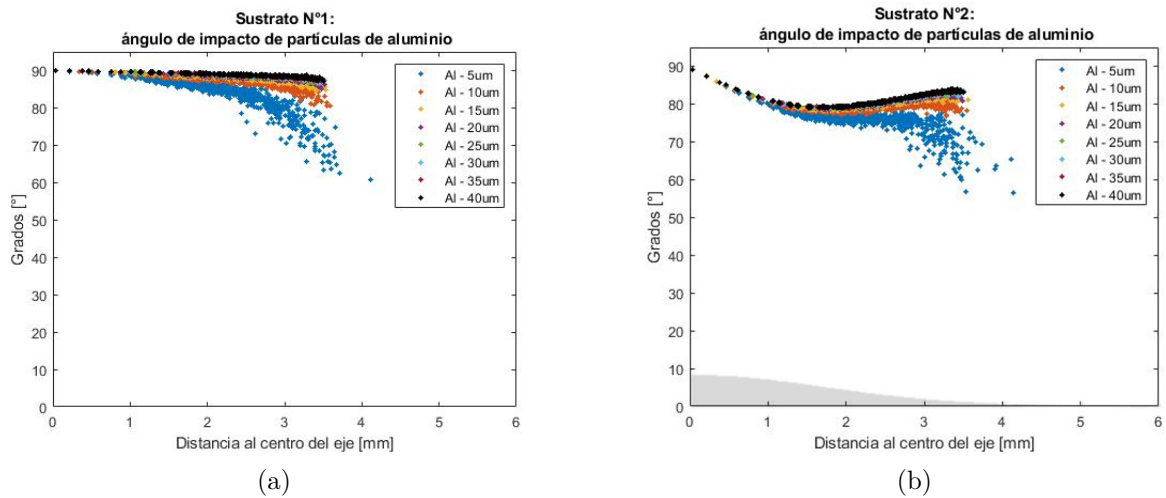 Sustrato N°1:
ángulo de impacto de partículas de aluminio
90
80
70
60
50
40
30
20
10
0
Grados [°]
0 1 2 3 4 5 6
Distancia al centro del eje [mm]
Al - 5um
Al - 10um
Al - 15um
Al - 20um
Al - 25um
Al - 30um
Al - 35um
Al - 40um
(a)
Sustrato N°2:
ángulo de impacto de partículas de aluminio
90
80
70
60
50
40
30
20
10
0
Grados [°]
0 1 2 3 4 5 6
Distancia al centro del eje [mm]
Al - 5um
Al - 10um
Al - 15um
Al - 20um
Al - 25um
Al - 30um
Al - 35um
Al - 40um
(b)